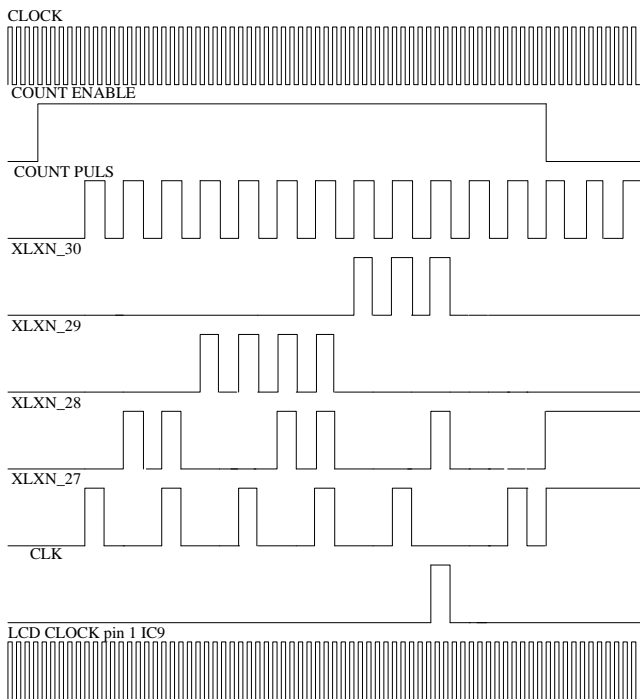 CLOCK
COUNT ENABLE
COUNT PULS
XLXN_30
XLXN_29
XLXN_28
XLXN_27
CLK
LCD CLOCK pin 1 IC9